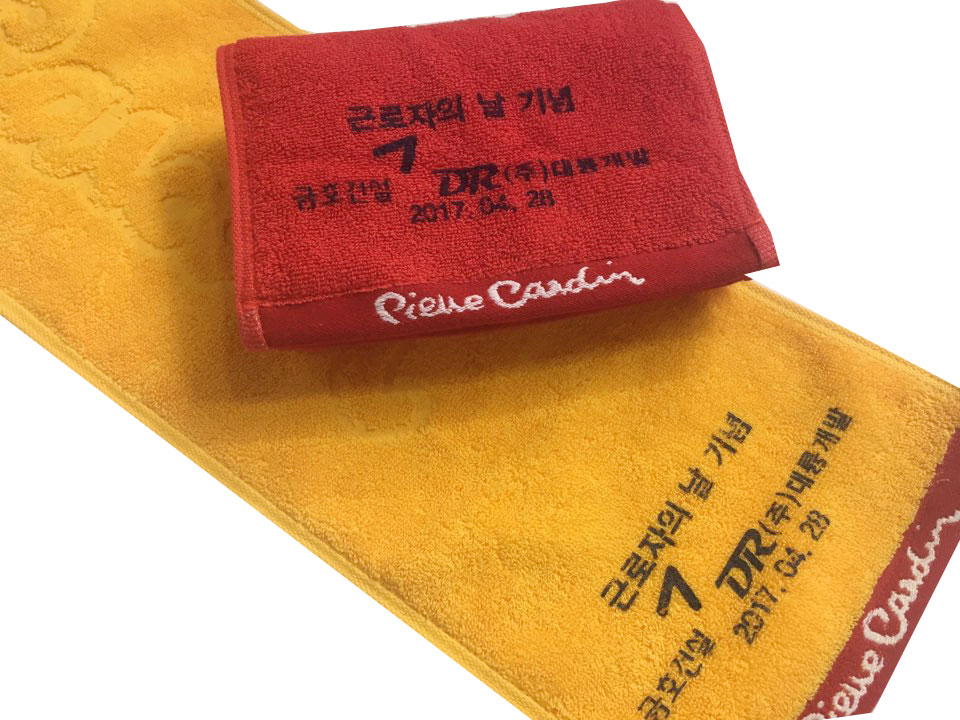 근로자의 날 기념
금호건설 DR (주)대륭개발
2017. 04. 28
Pierre Cardin
근로자의 날 기념
금호건설 DR (주)대륭개발
2017. 04. 28
Pierre Cardin